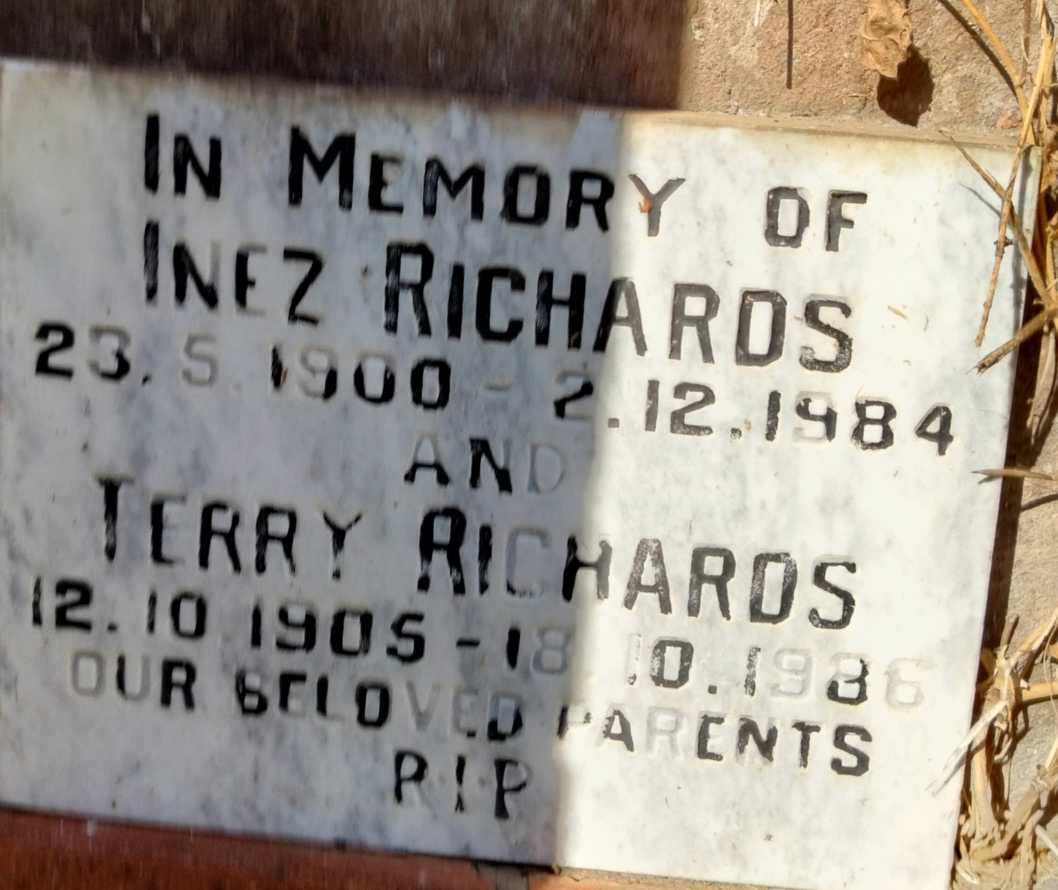 IN MEMORY OF
INEZ RICHARDS
23.5.1900 - 2.12.1984
AND
TERRY RICHARDS
12.10.1905 - 18.10.1986
OUR BELOVED PARENTS
R.I.P